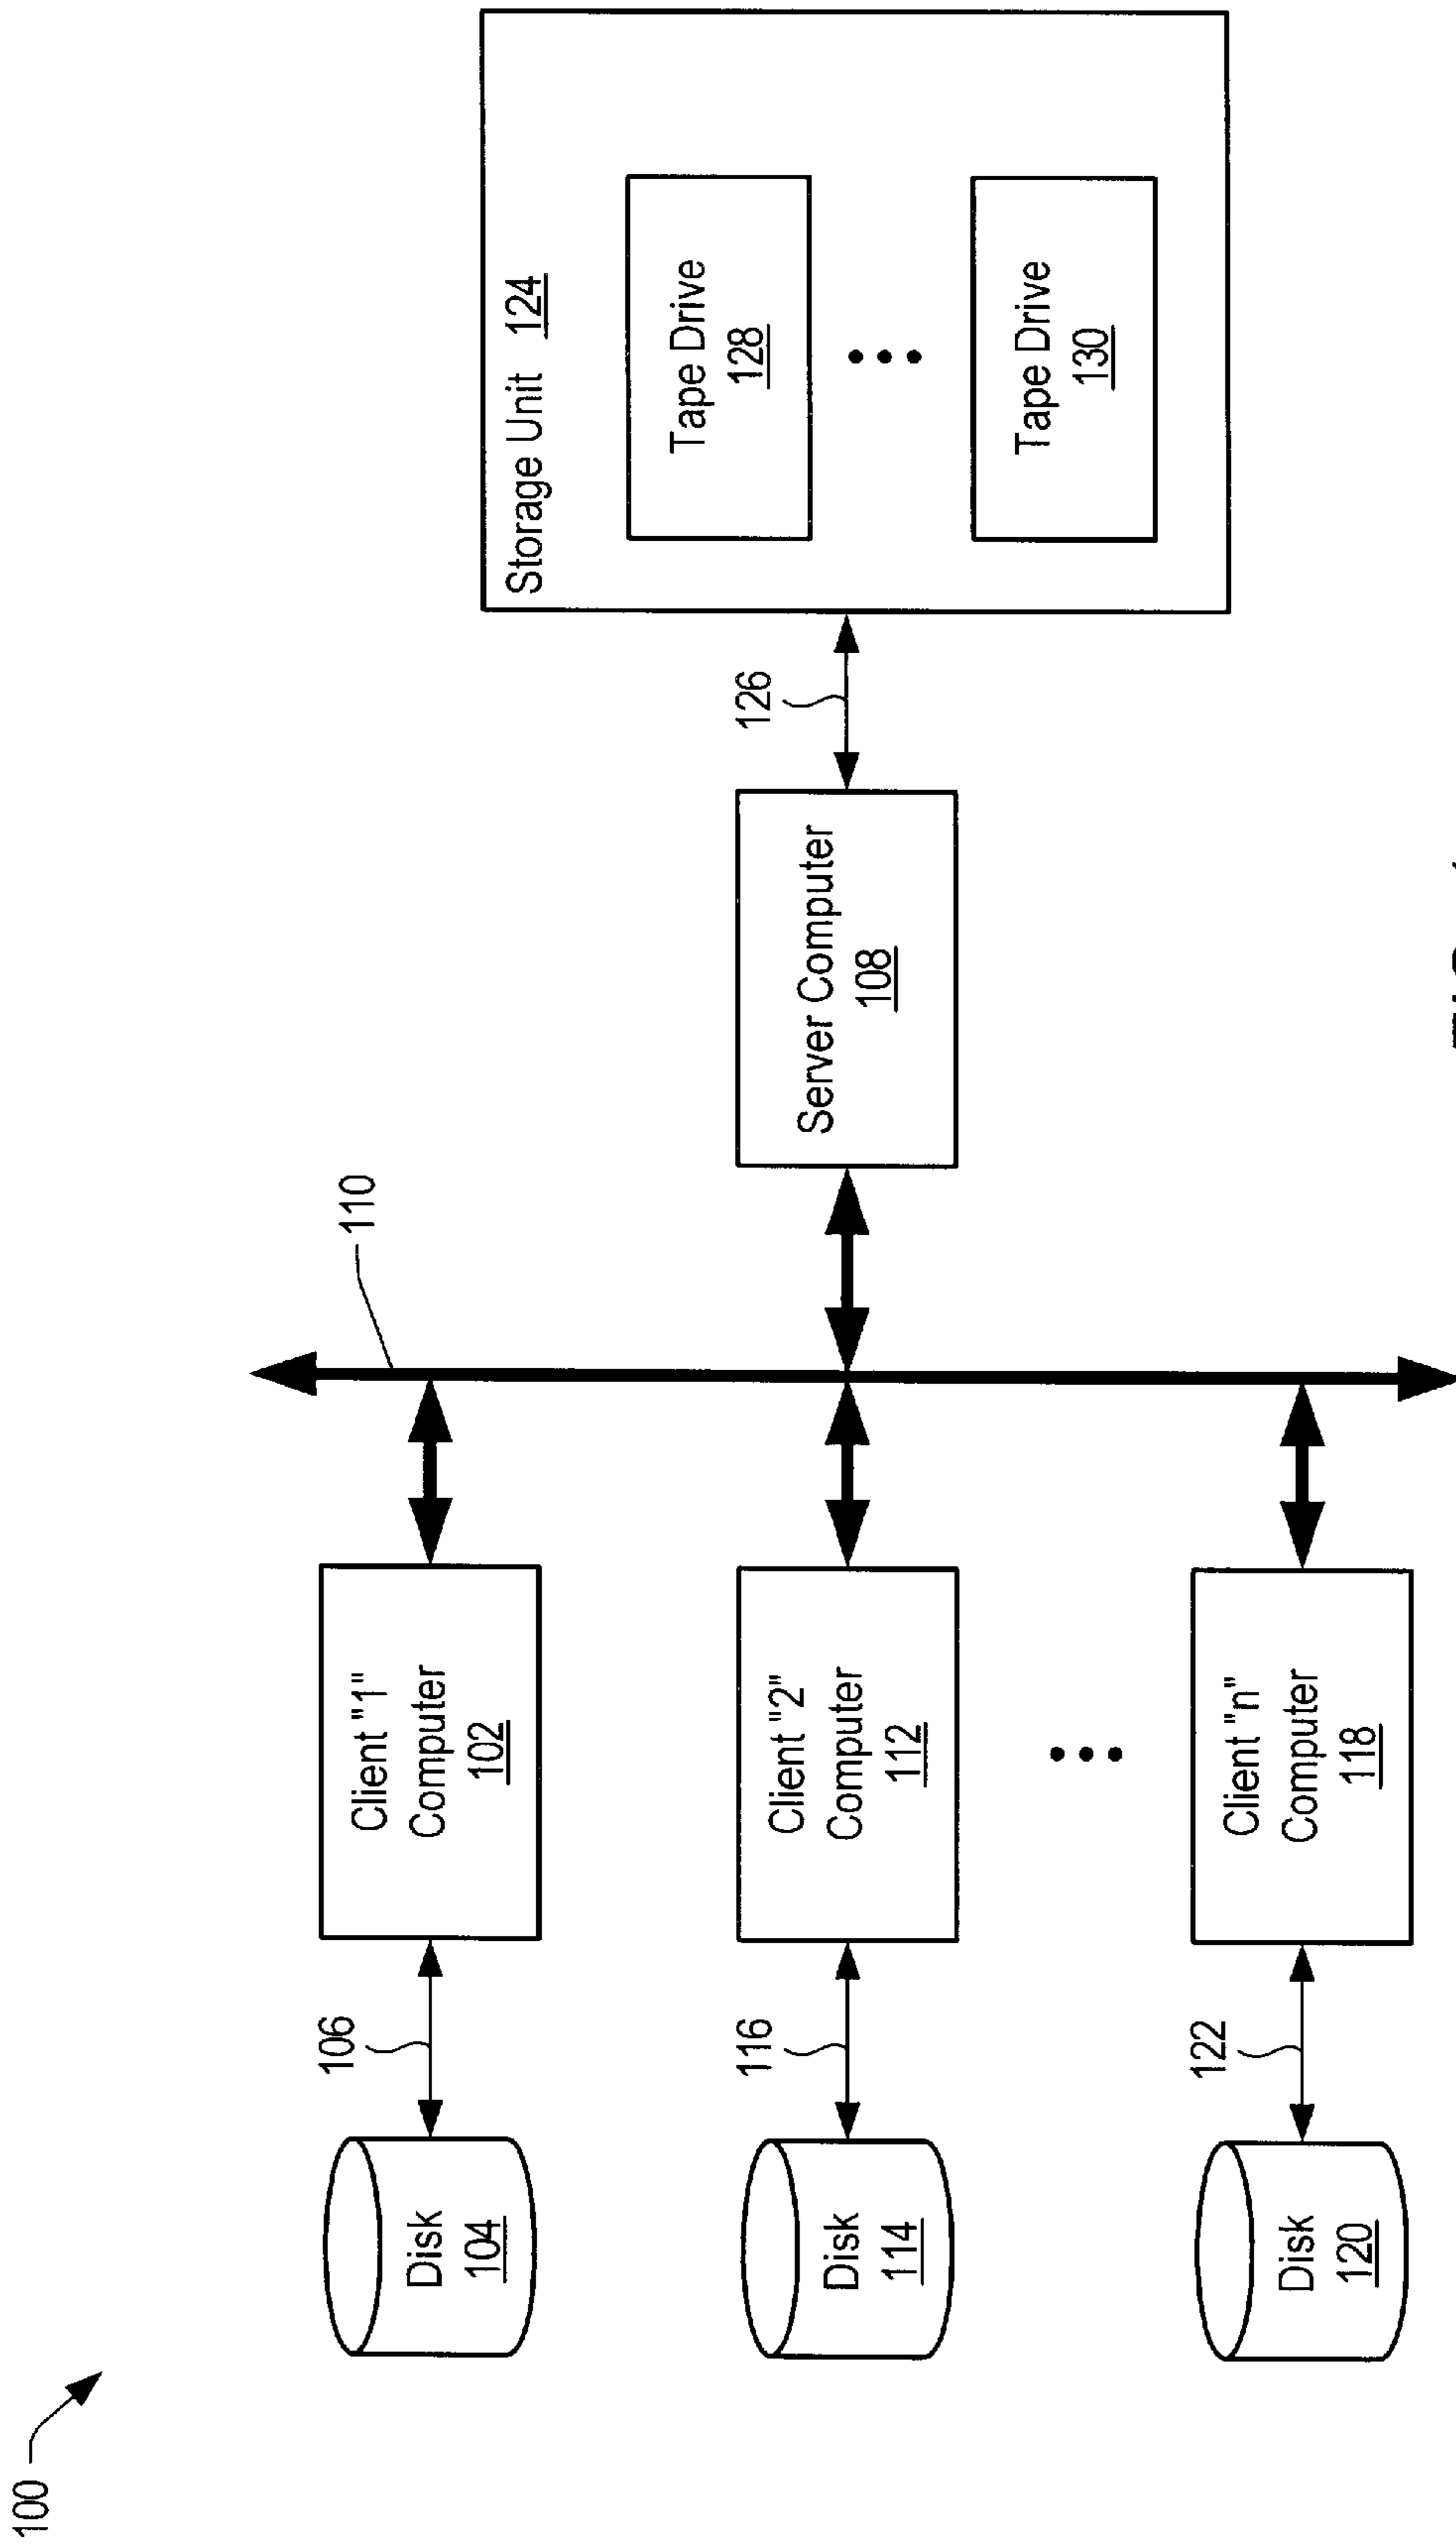 100
Disk
104
106
Client "1"
Computer
102
110
Disk
114
116
Client "2"
Computer
112
Server Computer
108
126
Storage Unit 124
Tape Drive
128
Tape Drive
130
Disk
120
122
Client "n"
Computer
118